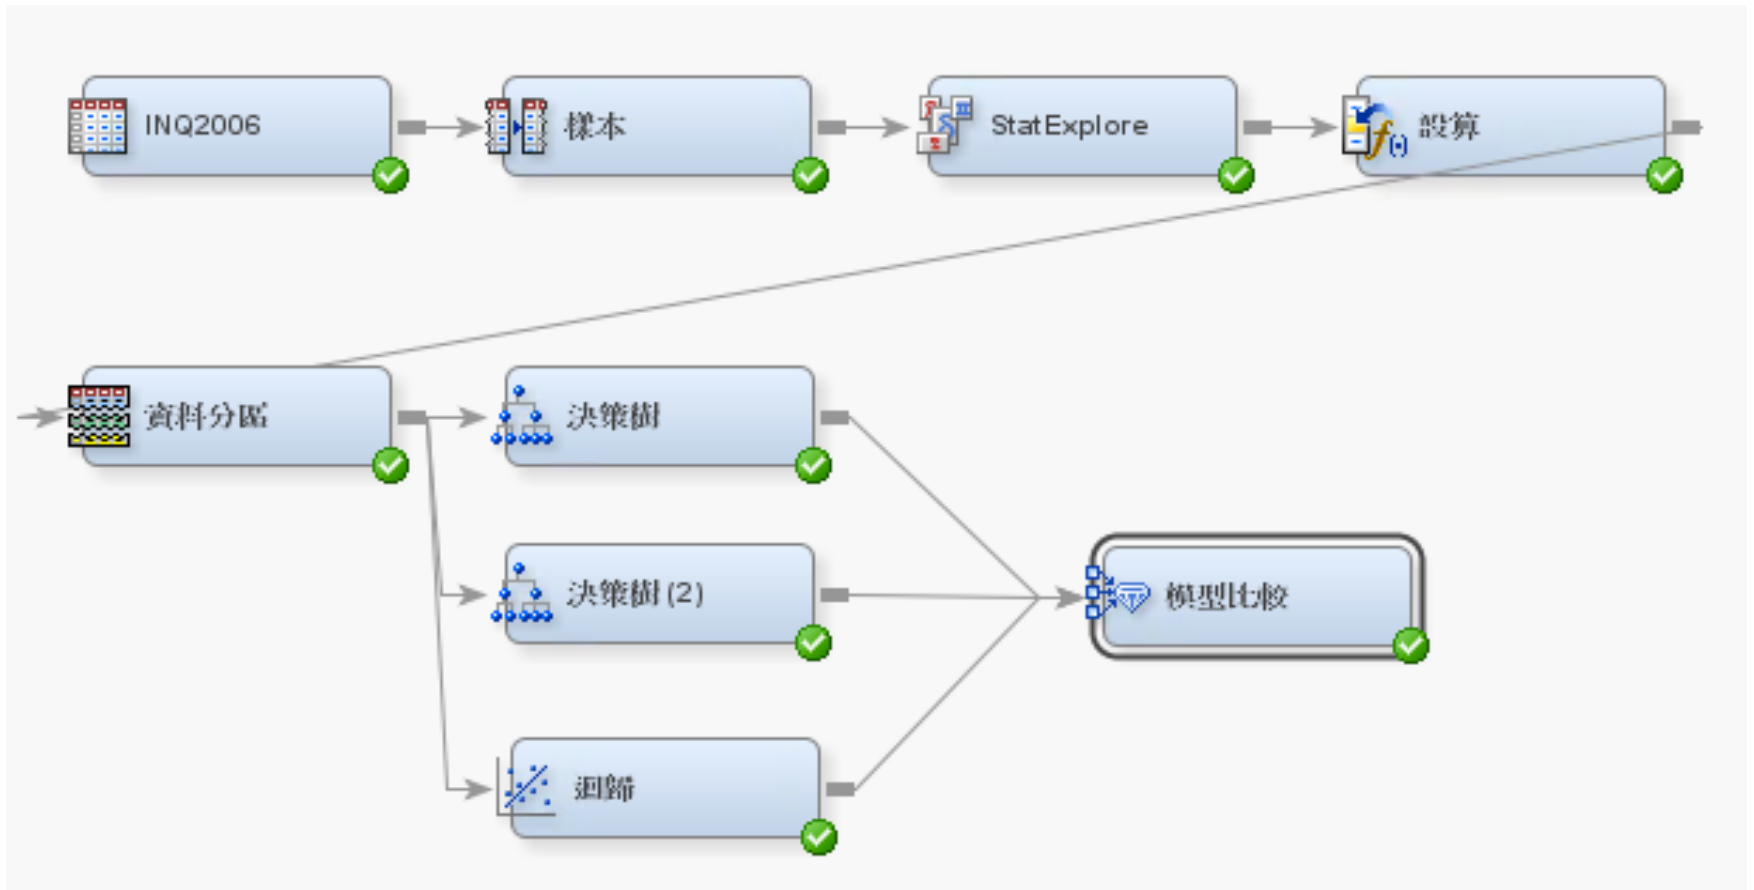 INQ2006
樣本
StatExplore
設算
資料分區
決策樹
決策樹 (2)
模型比較
迴歸